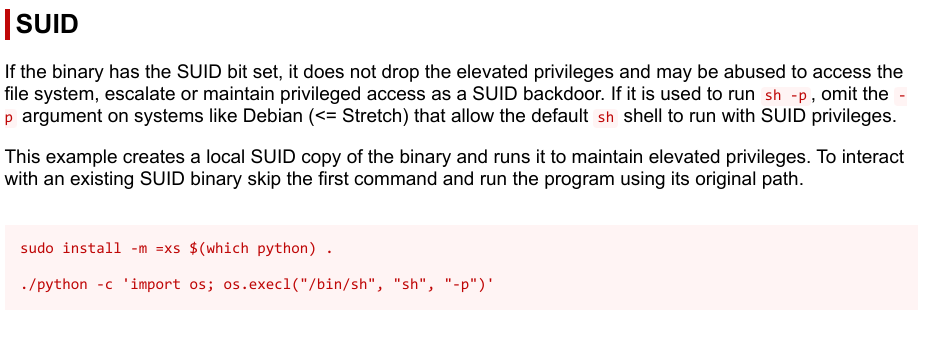 SUID
If the binary has the SUID bit set, it does not drop the elevated privileges and may be abused to access the
file system, escalate or maintain privileged access as a SUID backdoor. If it is used to run sh -p, omit the -
p argument on systems like Debian (<= Stretch) that allow the default sh shell to run with SUID privileges.
This example creates a local SUID copy of the binary and runs it to maintain elevated privileges. To interact
with an existing SUID binary skip the first command and run the program using its original path.
sudo install -m =xs $(which python) .
./python -c 'import os; os.execl("/bin/sh", "sh", "-p")'